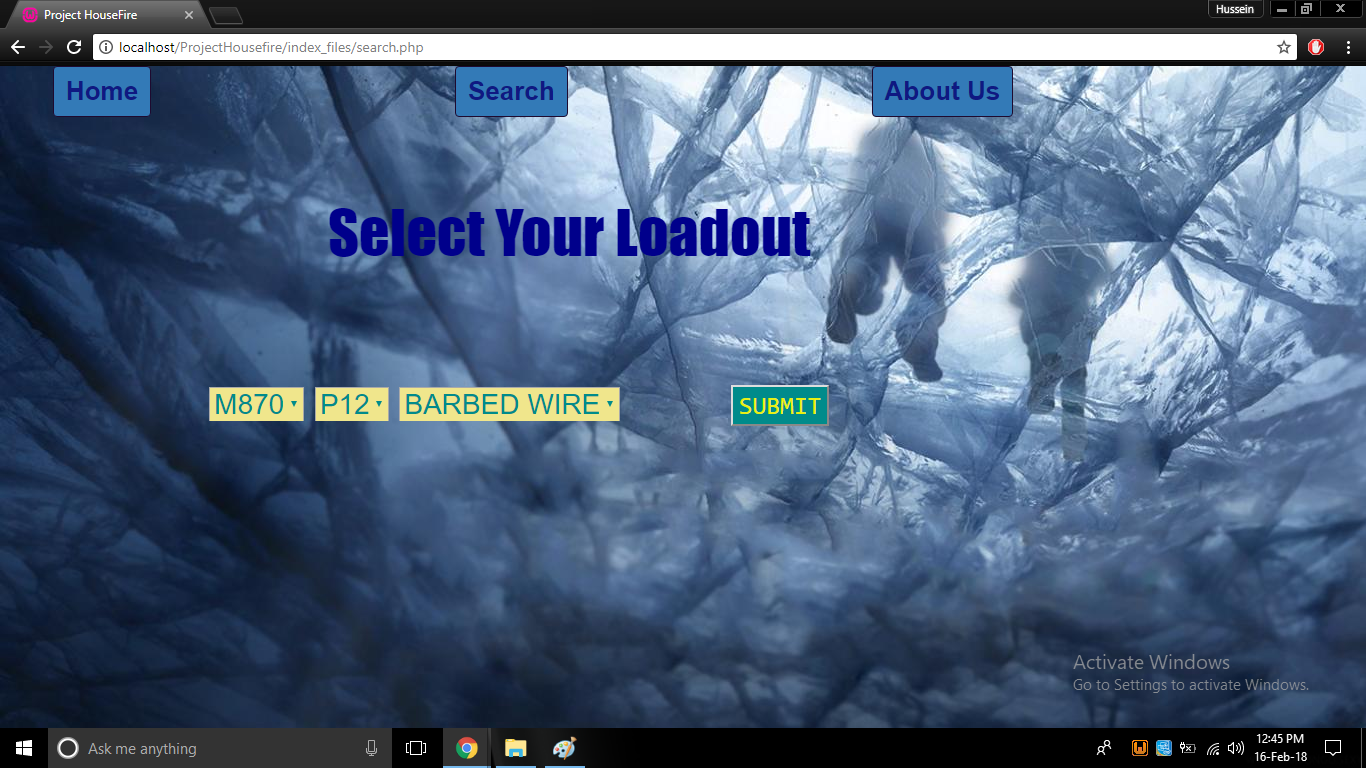 Project HouseFire
Hussein
localhost/ProjectHousefire/index_files/search.php
Home
Search
About Us
Select Your Loadout
M870 P12 BARBED WIRE SUBMIT
Activate Windows
Go to Settings to activate Windows.
Ask me anything
12:45 PM
16-Feb-18